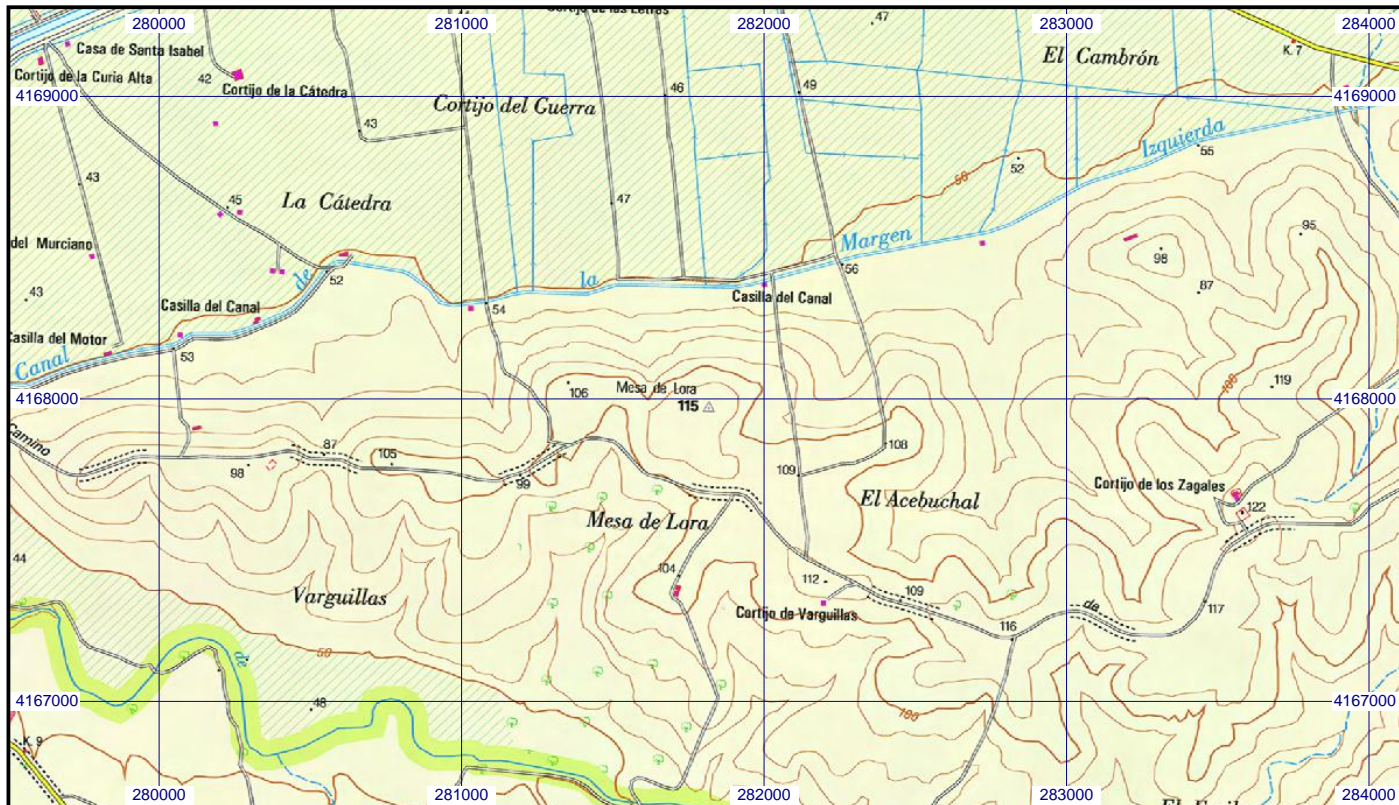 280000
281000
282000
283000
284000
47
El Cambrón
K. 7
Casa de Santa Isabel
Cortijo de la Curia Alta
42
Cortijo de la Cátedra
46
49
4169000
4169000
Cortijo del Guerra
43
Izquierda
55
52
50
43
45
La Cátedra
47
95
Margen
del Murciano
98
56
52
de
la
87
43
Casilla del Canal
Casilla del Canal
54
Casilla del Motor
53
Canal
106
Mesa de Lora
119
100
4168000
115
4168000
Camino
87
108
98
105
109
99
Cortijo de los Zagales
El Acebuchal
122
Mesa de Lora
44
104
112
109
Varguillas
Cortijo de Varguillas
117
de
116
50
de
4167000
48
100
4167000
K. 9
280000
281000
282000
283000
284000